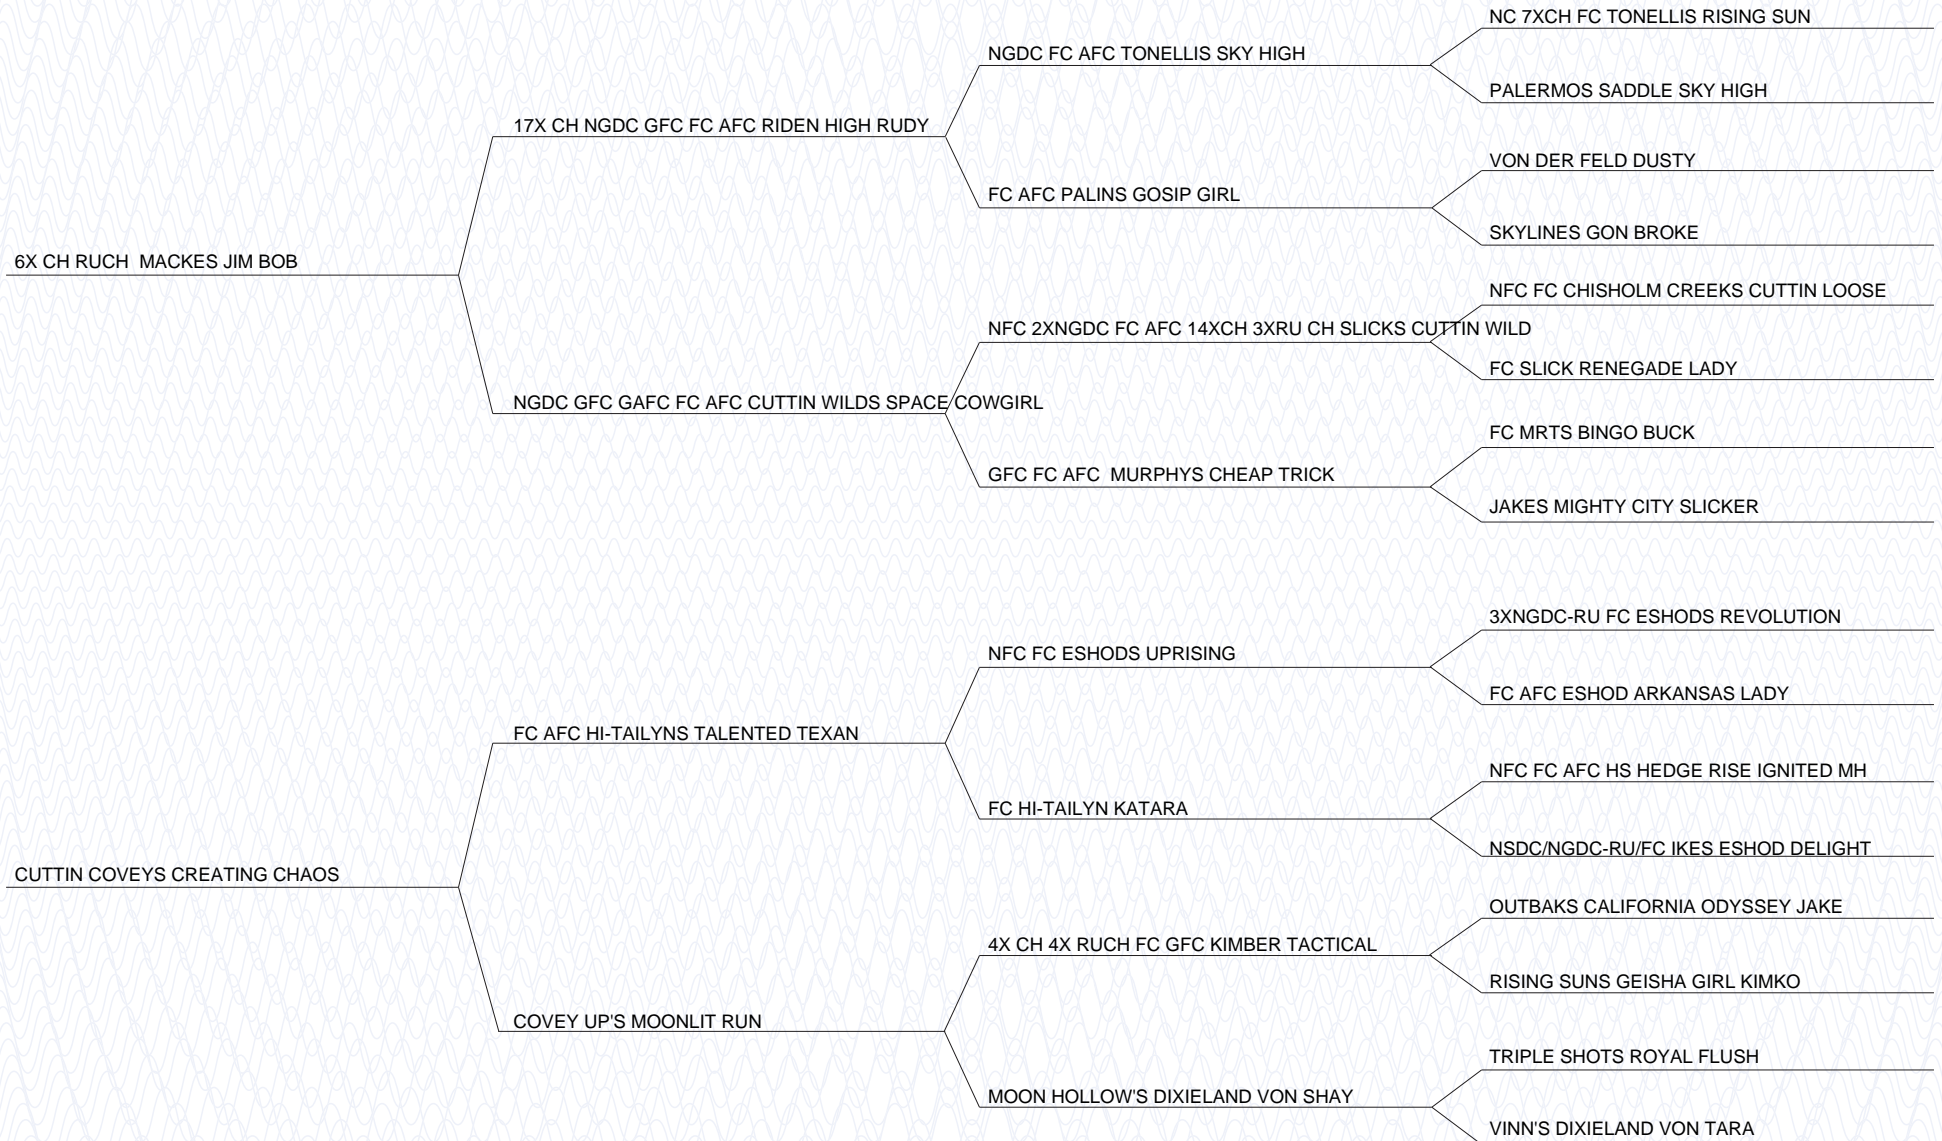 NC 7XCH FC TONELLIS RISING SUN
NGDC FC AFC TONELLIS SKY HIGH
PALERMOS SADDLE SKY HIGH
17X CH NGDC GFC FC AFC RIDEN HIGH RUDY
VON DER FELD DUSTY
FC AFC PALINS GOSIP GIRL
SKYLINES GON BROKE
6X CH RUCH  MACKES JIM BOB
NFC FC CHISHOLM CREEKS CUTTIN LOOSE
NFC 2XNGDC FC AFC 14XCH 3XRU CH SLICKS CUTTIN WILD
FC SLICK RENEGADE LADY
NGDC GFC GAFC FC AFC CUTTIN WILDS SPACE COWGIRL
FC MRTS BINGO BUCK
GFC FC AFC  MURPHYS CHEAP TRICK
JAKES MIGHTY CITY SLICKER
3XNGDC-RU FC ESHODS REVOLUTION
NFC FC ESHODS UPRISING
FC AFC ESHOD ARKANSAS LADY
FC AFC HI-TAILYNS TALENTED TEXAN
NFC FC AFC HS HEDGE RISE IGNITED MH
FC HI-TAILYN KATARA
NSDC/NGDC-RU/FC IKES ESHOD DELIGHT
CUTTIN COVEYS CREATING CHAOS
OUTBAKS CALIFORNIA ODYSSEY JAKE
4X CH 4X RUCH FC GFC KIMBER TACTICAL
RISING SUNS GEISHA GIRL KIMKO
COVEY UP'S MOONLIT RUN
TRIPLE SHOTS ROYAL FLUSH
MOON HOLLOW'S DIXIELAND VON SHAY
VINN'S DIXIELAND VON TARA